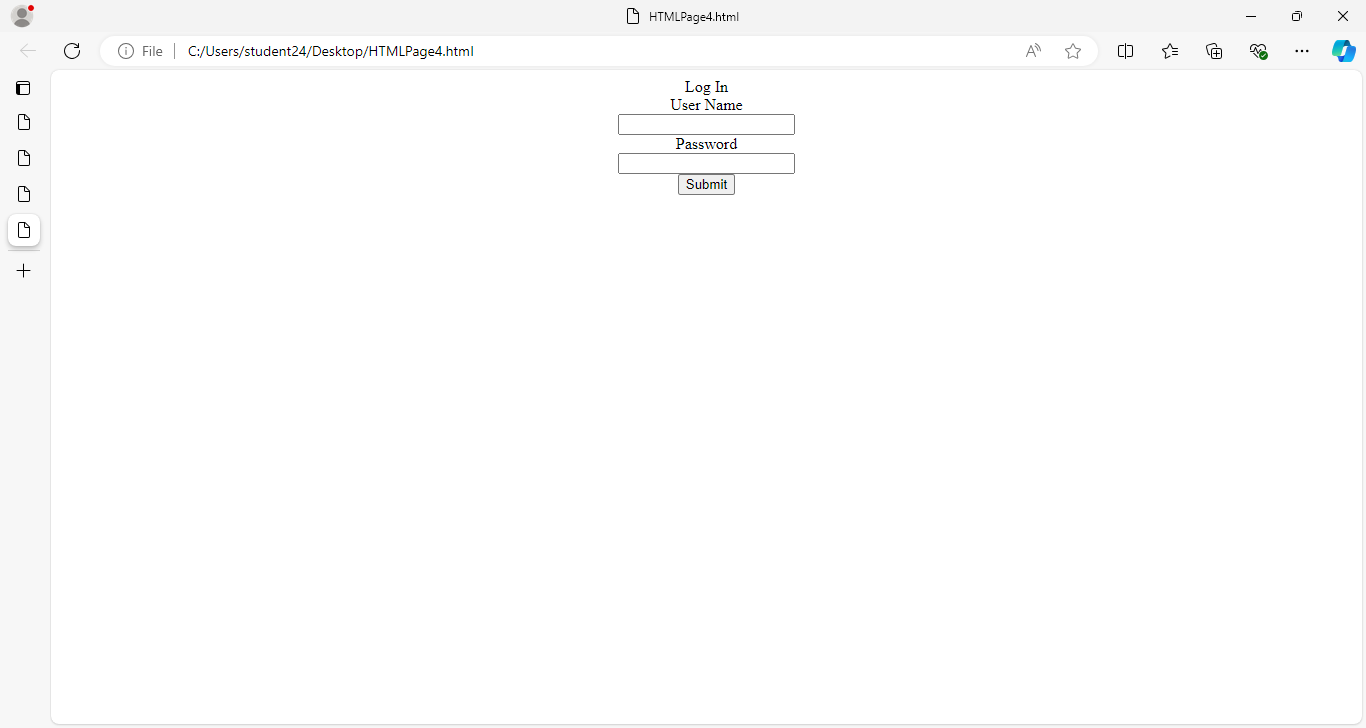 HTMLPage4.html
File
C:/Users/student24/Desktop/HTMLPage4.html
Log In
User Name
Password
Submit